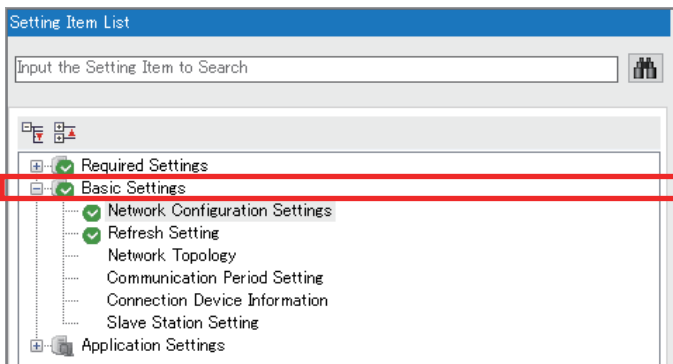 Setting Item List
Input the Setting Item to Search
Required Settings
Basic Settings
Network Configuration Settings
Refresh Setting
Network Topology
Communication Period Setting
Connection Device Information
Slave Station Setting
Application Settings